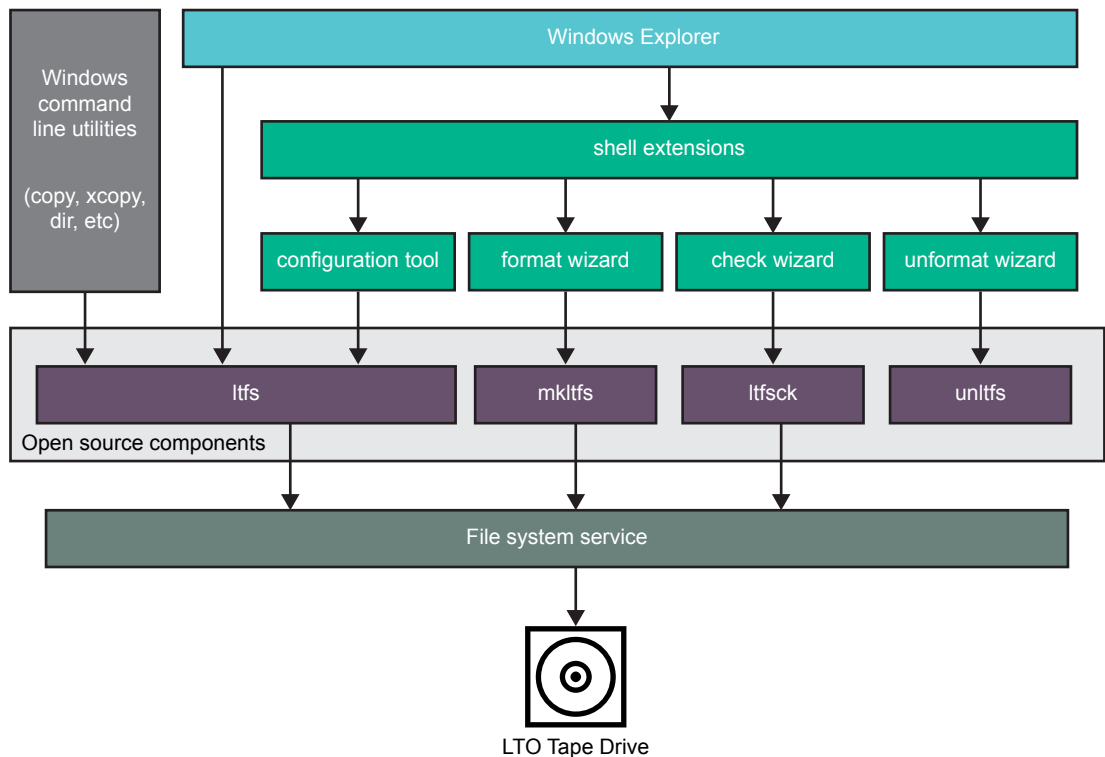 Windows
command
line utilities
(copy, xcopy,
dir, etc)
Windows Explorer
shell extensions
configuration tool
format wizard
check wizard
unformat wizard
ltfs
mkltfs
ltfsck
unltfs
Open source components
File system service
LTO Tape Drive